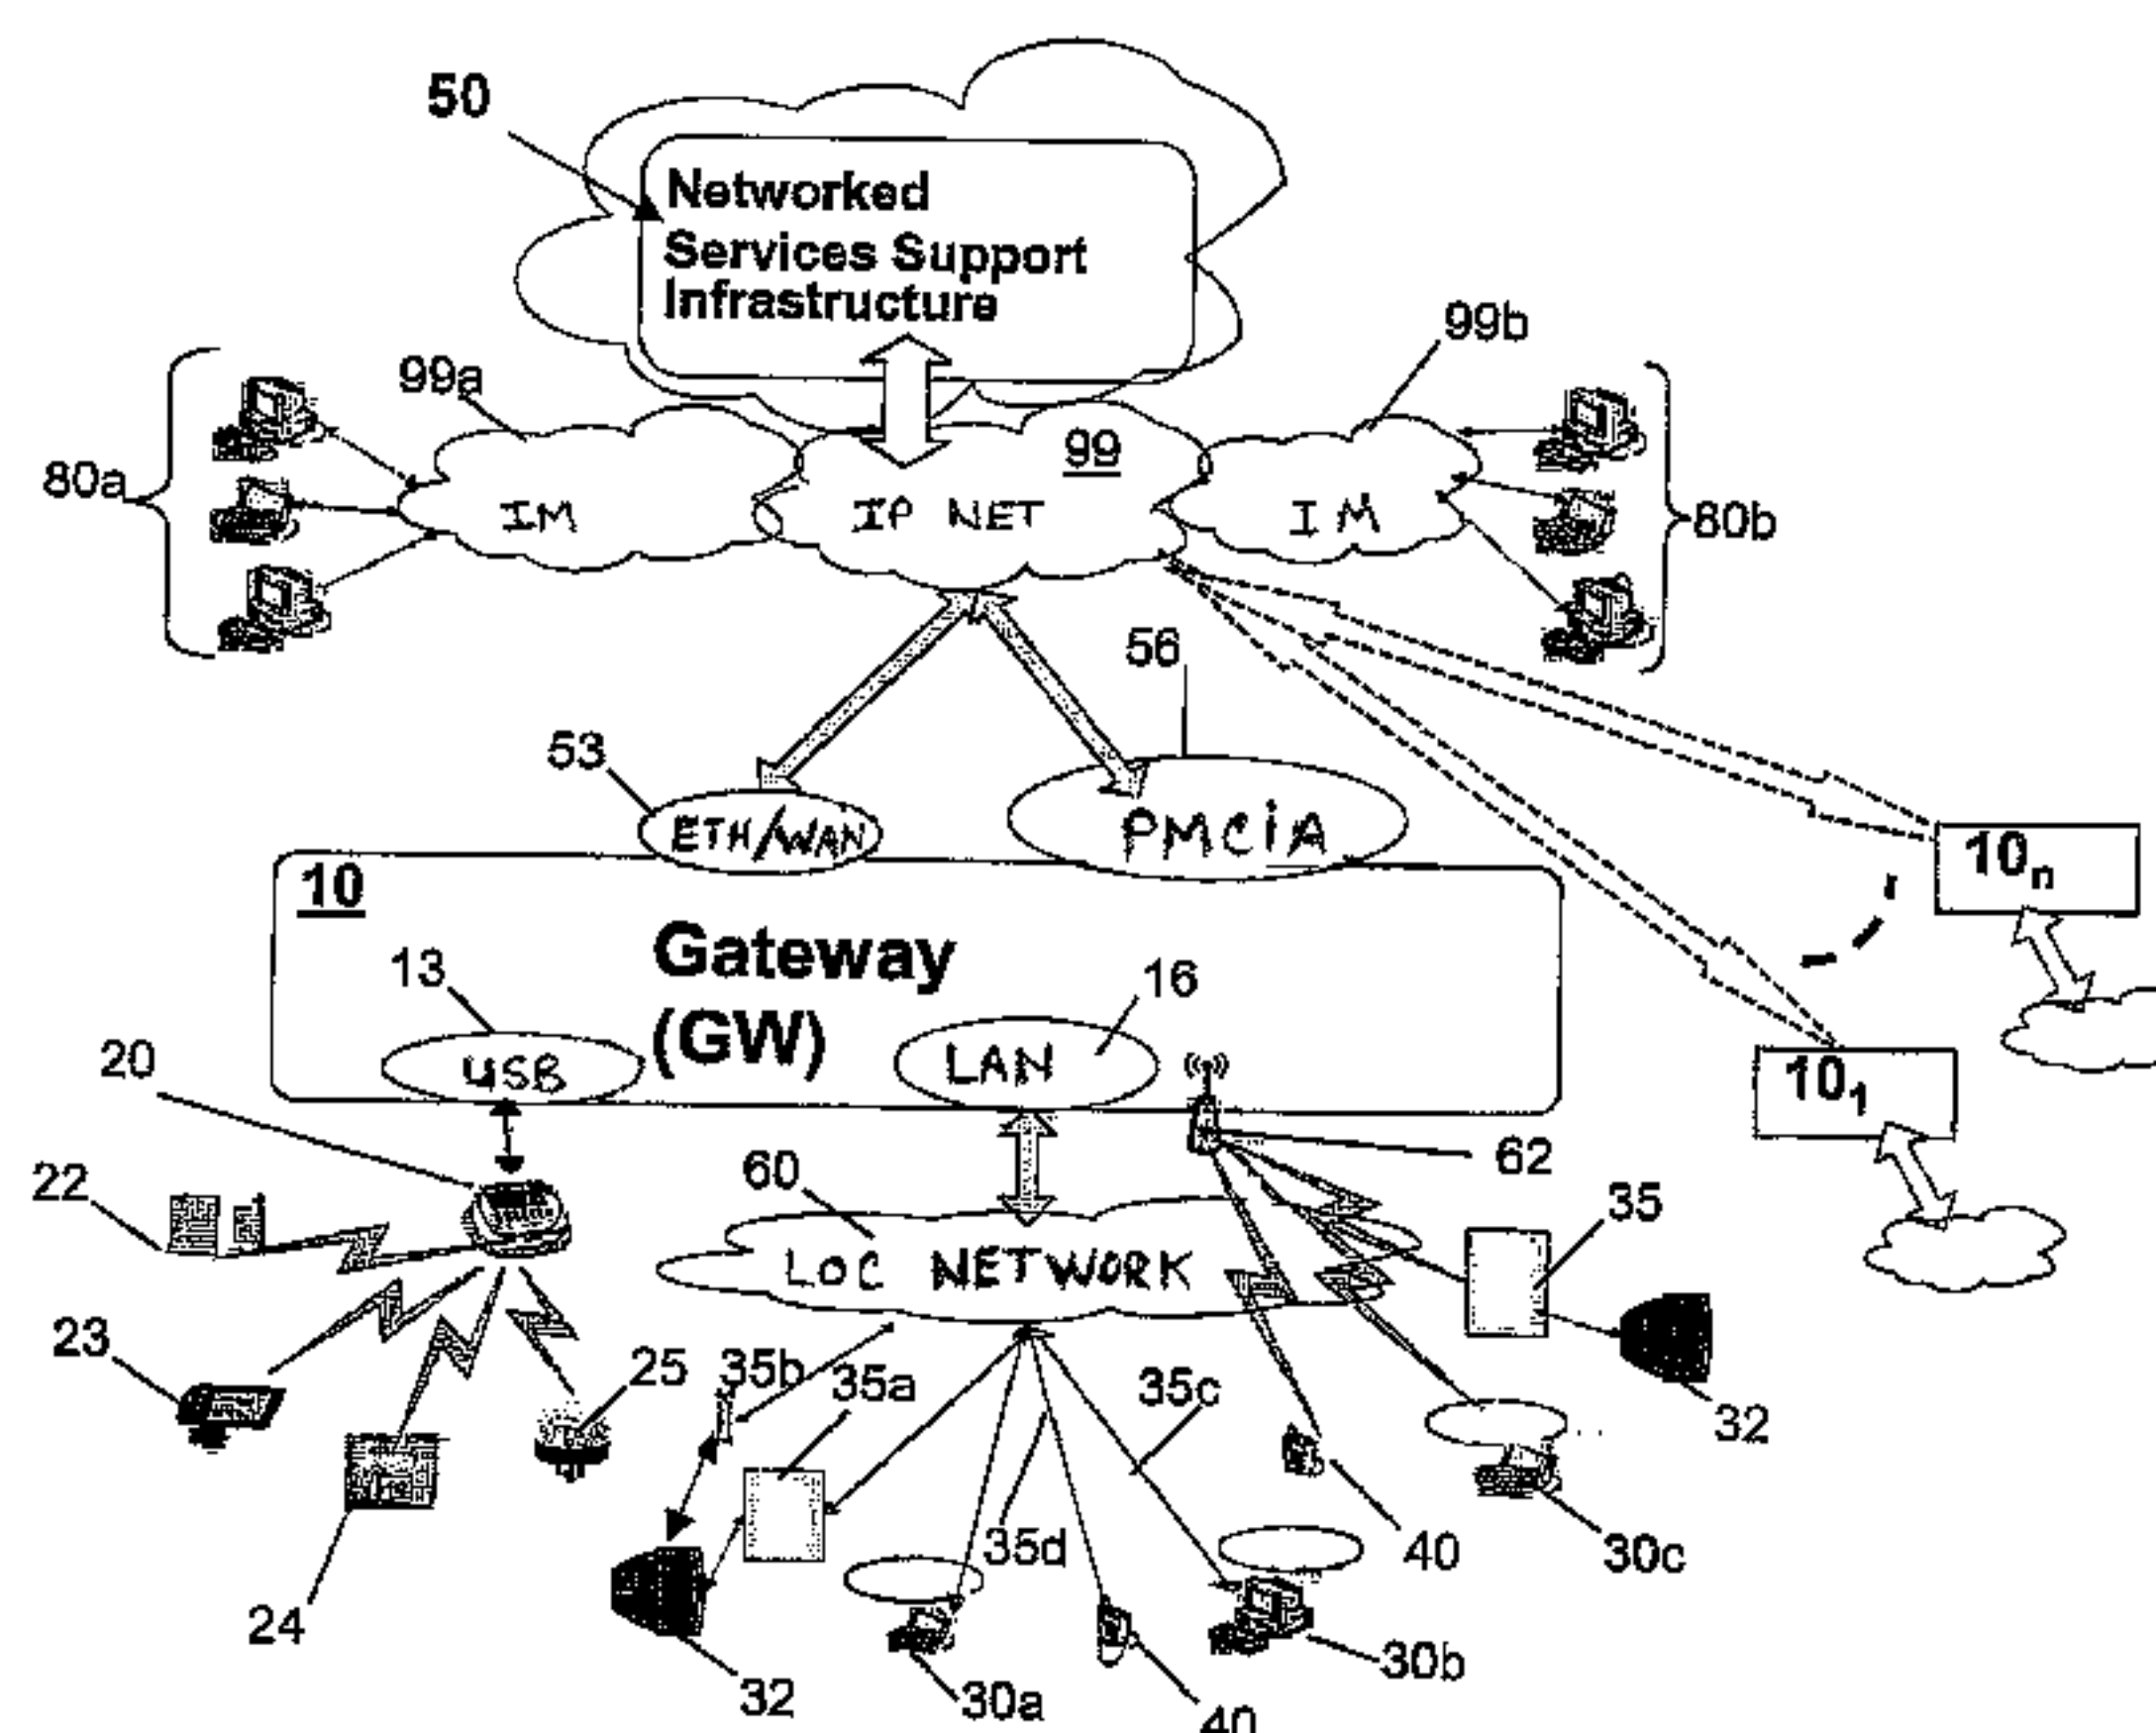 50
Networked
Services Support
Infrastructure
99b
99a
99
80a
IM
IP NET
IM
80b
56
53
ETH/WAN
PMCIA
10
10n
Gateway
(GW)
13
16
USB
LAN
20
101
62
22
60
35
LOC NETWORK
23
25
35b
35a
35c
32
24
35d
40
30c
32
30a
30b
40